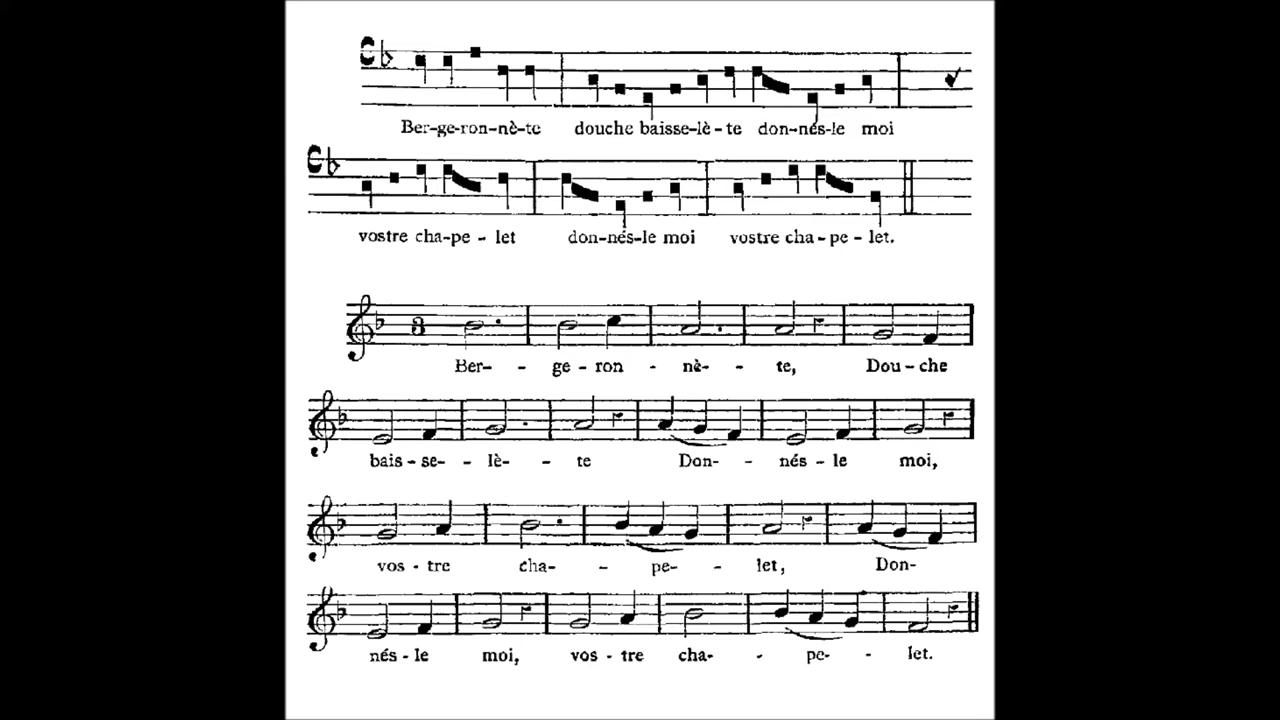 Ber-ge-ron-nè-te douche baisse-lè-te don-nés-le moi
vostre cha-pe-let don-nés-le moi vostre cha-pe-let.
3
Ber- - ge-ron - nè- - te, Dou-che
bais-se- - lè- - te Don- - nés-le moi,
vos-tre cha- - pe- - let, Don-
nés-le moi, vos-tre cha- - pe- - let.